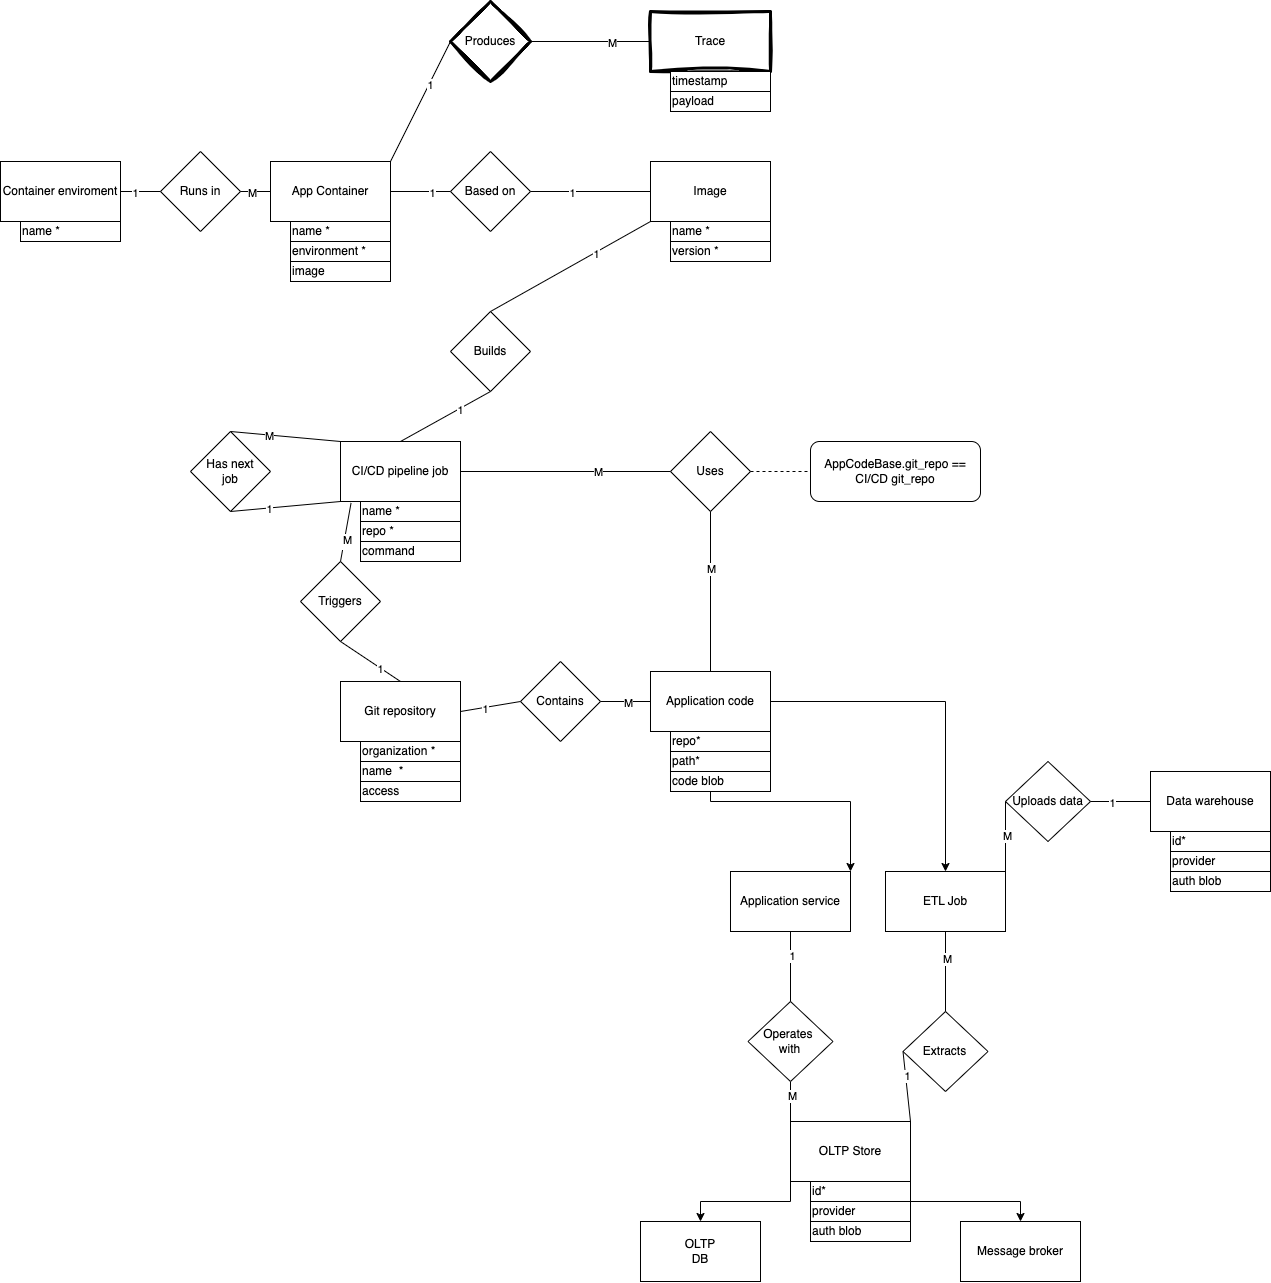 Produces
M
Trace
timestamp
payload
1
Container enviroment
1
Runs in
M
App Container
1
Based on
1
Image
name *
name *
environment *
image
name *
version *
1
Builds
1
Has next
job
M
1
CI/CD pipeline job
M
Uses
AppCodeBase.git_repo ==
CI/CD git_repo
name *
repo *
command
M
M
Triggers
1
Git repository
1
Contains
M
Application code
organization *
name  *
access
repo*
path*
code blob
Uploads data
1
Data warehouse
M
id*
provider
auth blob
Application service
ETL Job
1
M
Operates
with
Extracts
1
M
OLTP Store
id*
provider
auth blob
OLTP
DB
Message broker